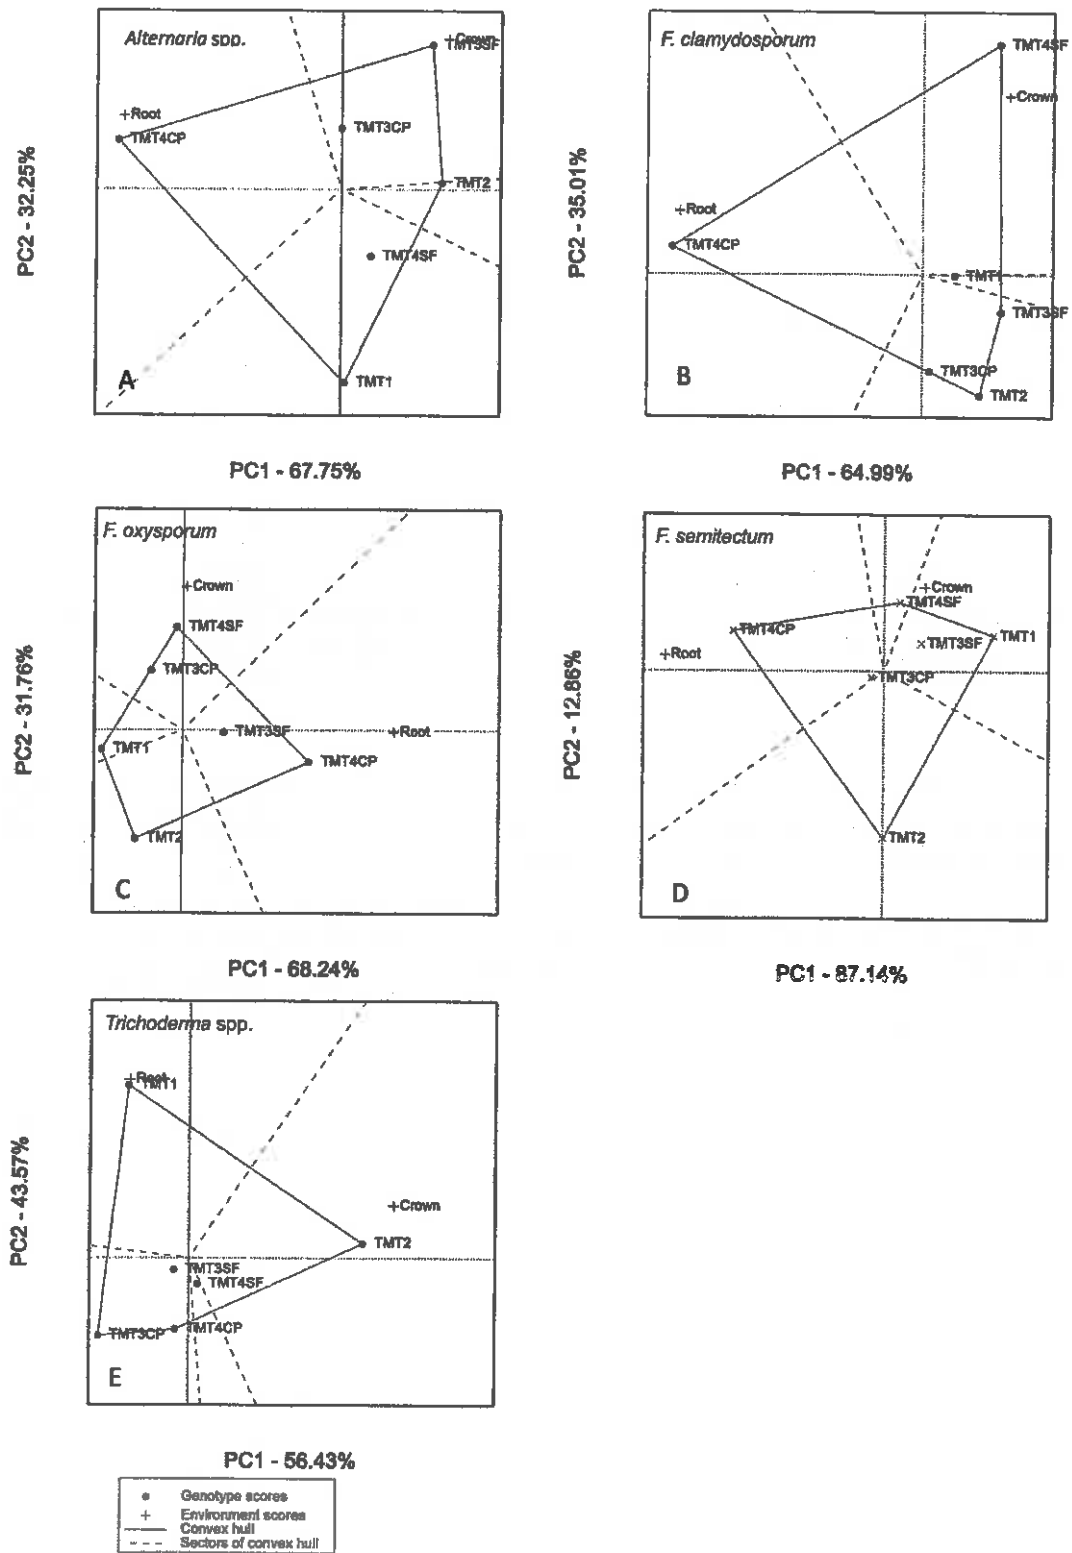 Alternaria spp.
Crown
TMT3SF
Root
TMT4CP
TMT3CP
TMT2
TMT4SF
TMT1
A
PC2 - 32.25%
PC1 - 67.75%
F. clamydosporum
TMT4SF
Crown
Root
TMT4CP
TMT1
TMT3SF
TMT3CP
TMT2
B
PC2 - 35.01%
PC1 - 64.99%
F. oxysporum
Crown
TMT4SF
TMT3CP
TMT3SF
Root
TMT1
TMT4CP
TMT2
C
PC2 - 31.76%
PC1 - 68.24%
F. semitectum
Crown
TMT4SF
TMT4CP
TMT1
TMT3SF
Root
TMT3CP
TMT2
D
PC2 - 12.86%
PC1 - 87.14%
Trichoderma spp.
Root
TMT1
Crown
TMT2
TMT3SF
TMT4SF
TMT4CP
TMT3CP
E
PC2 - 43.57%
PC1 - 56.43%
Genotype scores
Environment scores
Convex hull
Sectors of convex hull